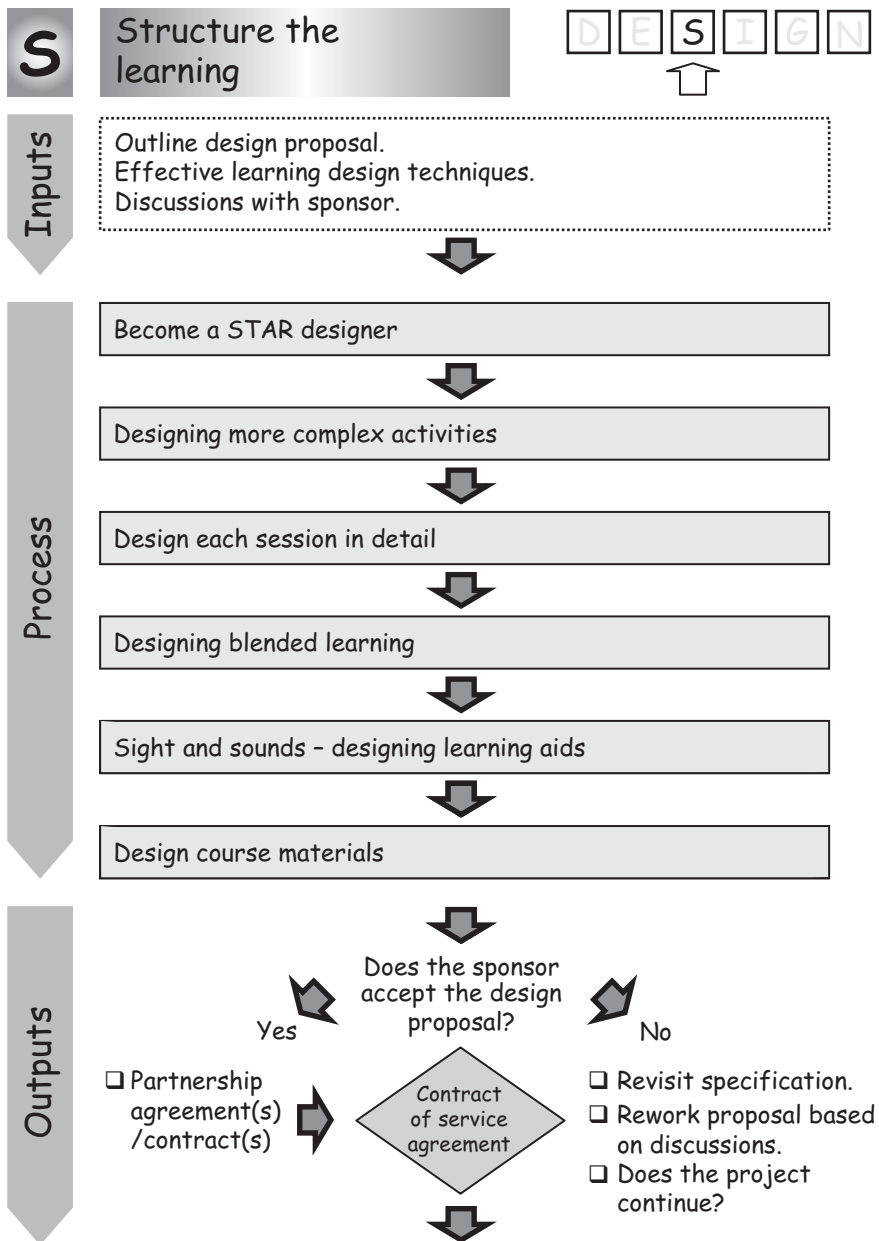 S
Structure the
learning
D E S I G N
Inputs
Outline design proposal.
Effective learning design techniques.
Discussions with sponsor.
Process
Become a STAR designer
Designing more complex activities
Design each session in detail
Designing blended learning
Sight and sounds – designing learning aids
Design course materials
Outputs
Does the sponsor
accept the design
proposal?
Yes
No
❑ Partnership
agreement(s)
/contract(s)
Contract
of service
agreement
❑ Revisit specification.
❑ Rework proposal based
on discussions.
❑ Does the project
continue?